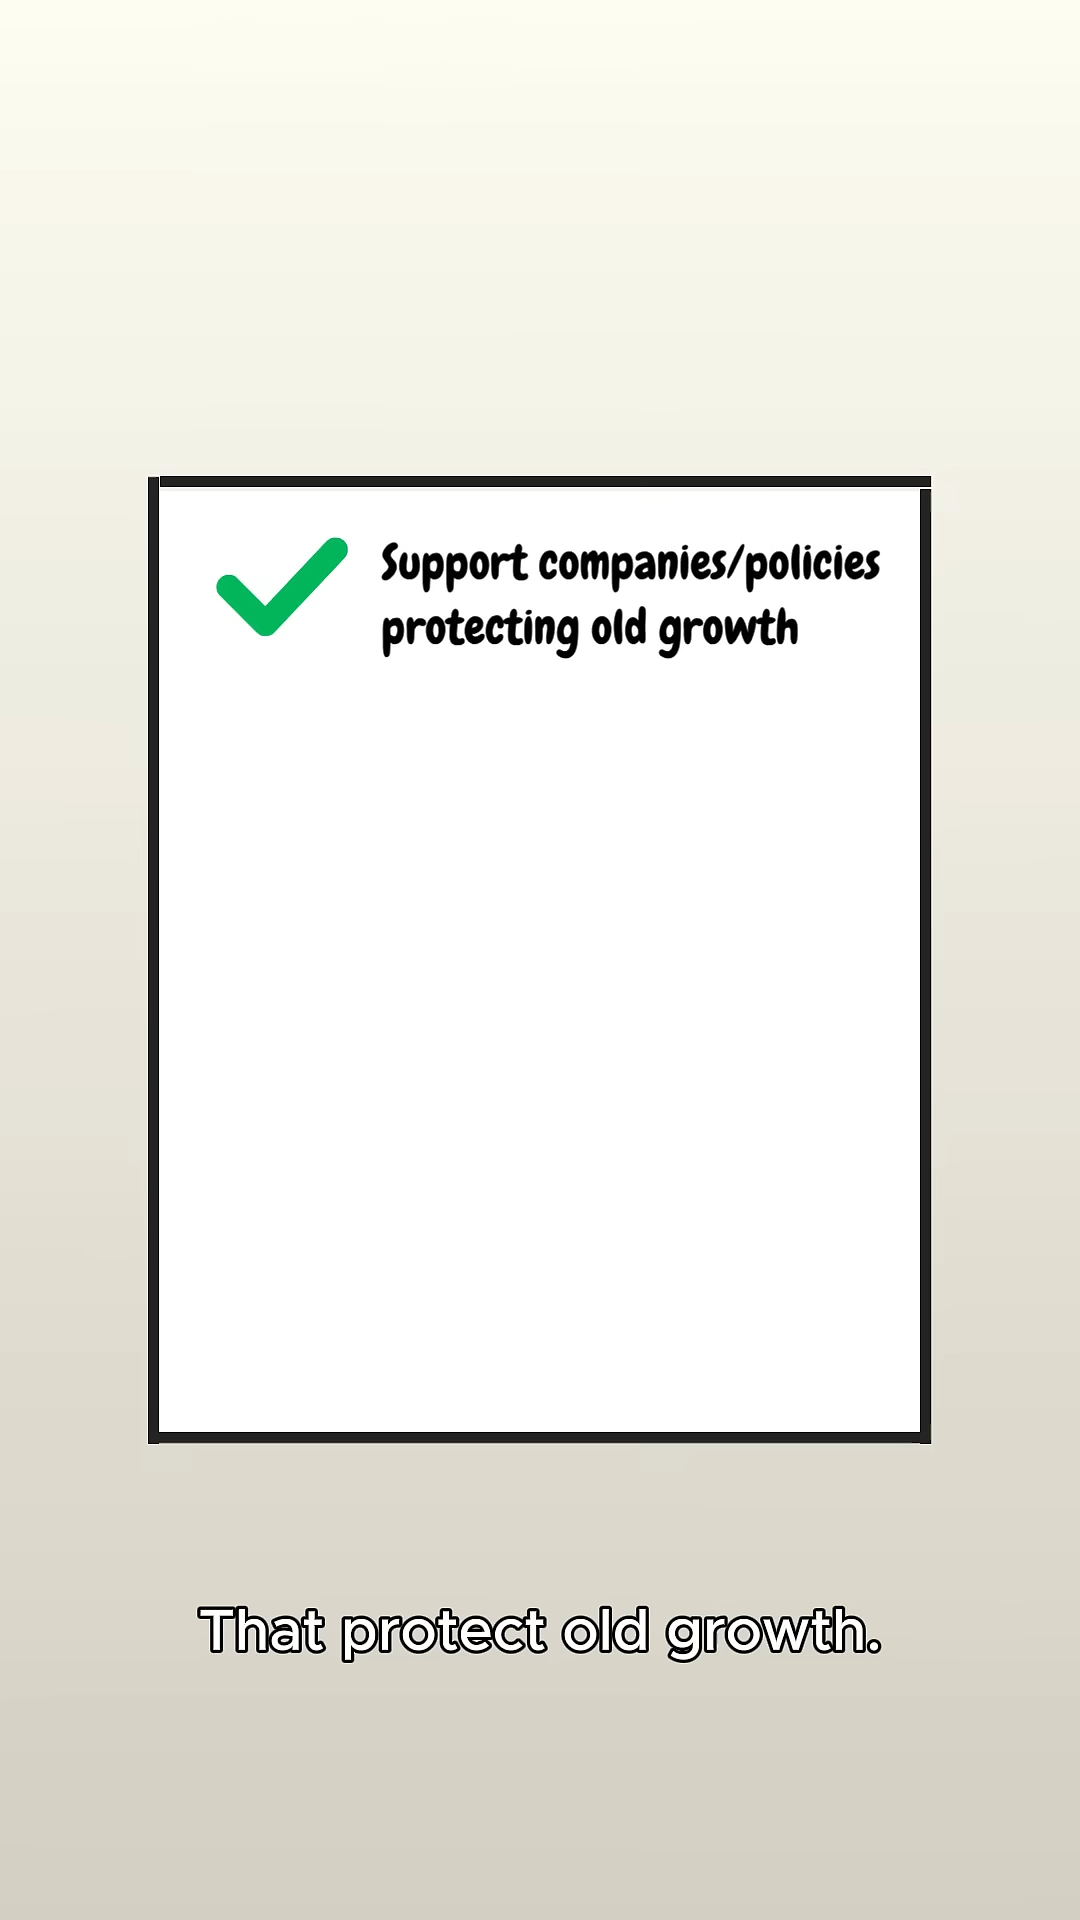 Support companies/policies
protecting old growth
That protect old growth.